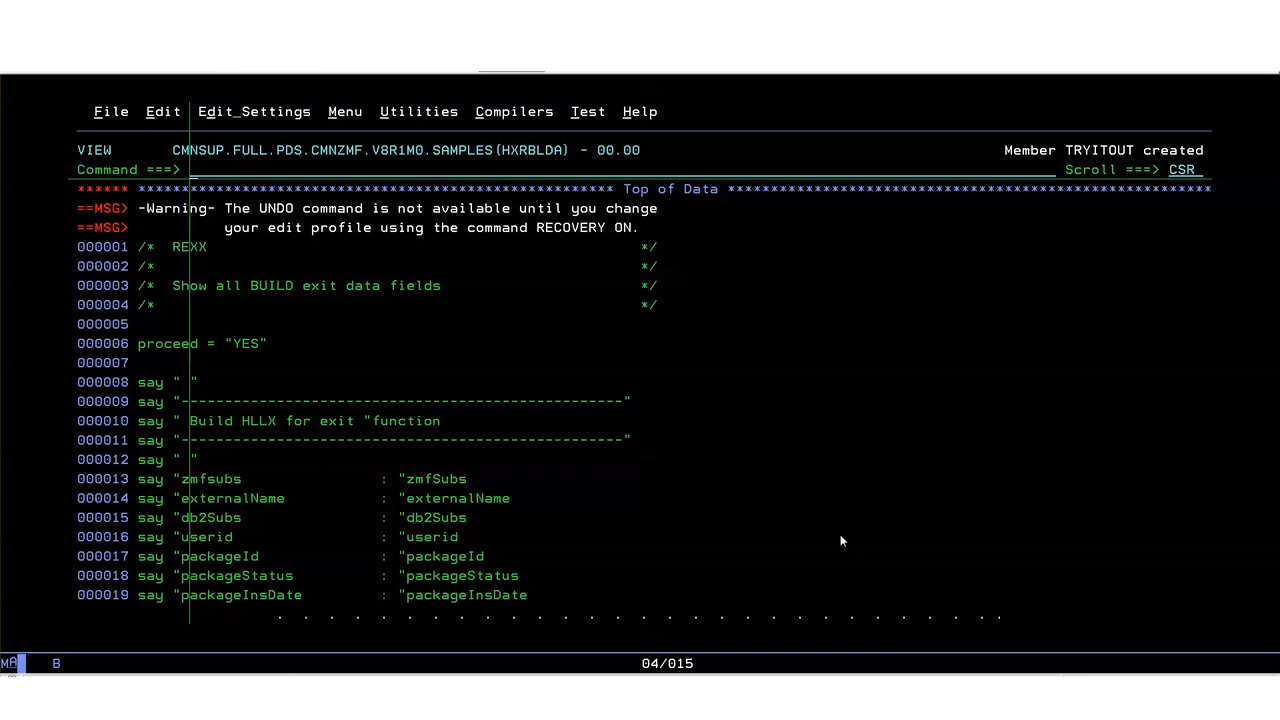 File Edit Edit_Settings Menu Utilities Compilers Test Help
VIEW CMNSUP.FULL.PDS.CMNZMF.V8R1M0.SAMPLES(HXRBLDA) - 00.00 Member TRYITOUT created
Command ===> Scroll ===> CSR
****** ******************************************************* Top of Data ********************************************************
==MSG> -Warning- The UNDO command is not available until you change
==MSG> your edit profile using the command RECOVERY ON.
000001 /* REXX */
000002 /* */
000003 /* Show all BUILD exit data fields */
000004 /* */
000005
000006 proceed = "YES"
000007
000008 say " "
000009 say "---------------------------------------------------"
000010 say " Build HLLX for exit "function
000011 say "---------------------------------------------------"
000012 say " "
000013 say "zmfsubs : "zmfSubs
000014 say "externalName : "externalName
000015 say "db2Subs : "db2Subs
000016 say "userid : "userid
000017 say "packageId : "packageId
000018 say "packageStatus : "packageStatus
000019 say "packageInsDate : "packageInsDate
. . . . . . . . . . . . . . . . . . . . . . . . . . . . .
MA B 04/015